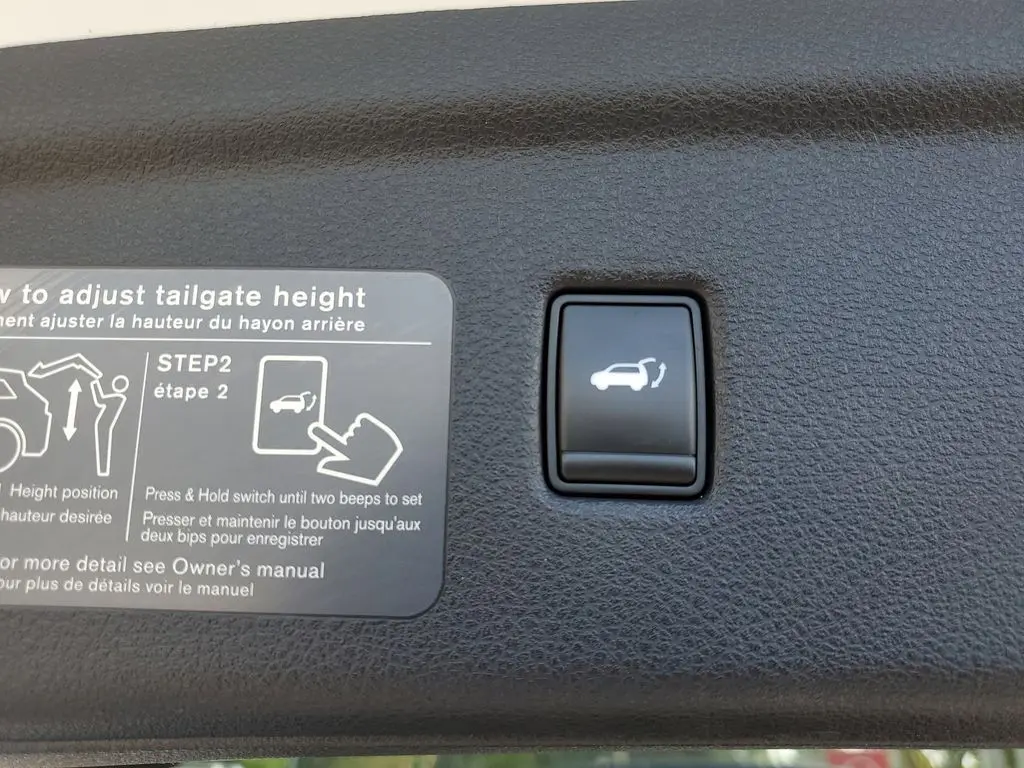 to adjust tailgate height
ajuster la hauteur du hayon arrière
STEP2
étape 2
Height position
hauteur desirée
Press & Hold switch until two beeps to set
Presser et maintenir le bouton jusqu'aux
deux bips pour enregistrer
or more detail see Owner's manual
our plus de détails voir le manuel